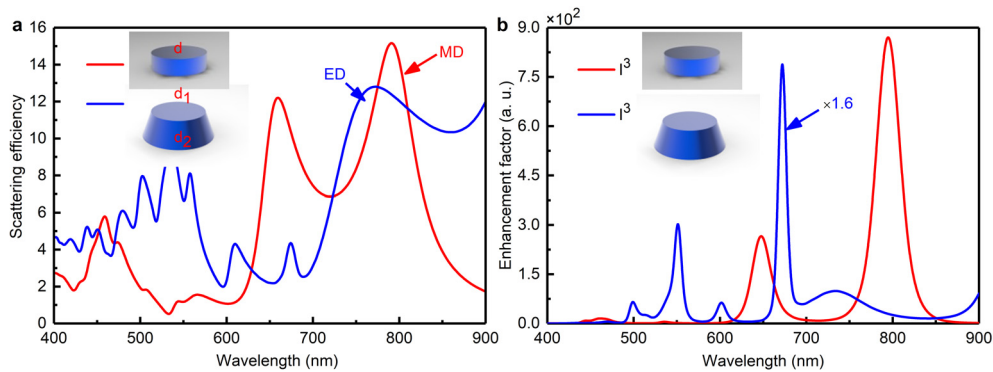 a
16
14
12
10
8
6
4
2
0
Scattering efficiency
400 500 600 700 800 900
Wavelength (nm)
d
d1
d2
ED
MD
b
×10²
9.0
7.5
6.0
4.5
3.0
1.5
0.0
Enhancement factor (a. u.)
400 500 600 700 800 900
Wavelength (nm)
I³
I³
×1.6